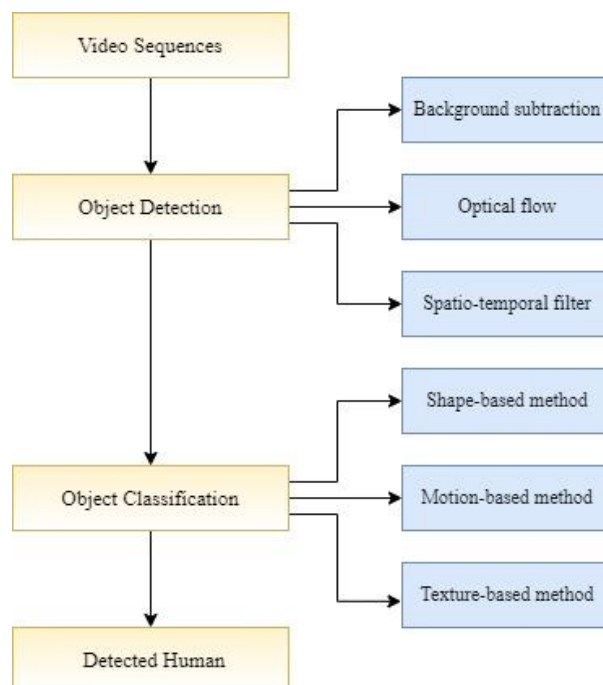 Video Sequences
Background subtraction
Object Detection
Optical flow
Spatio-temporal filter
Shape-based method
Object Classification
Motion-based method
Texture-based method
Detected Human